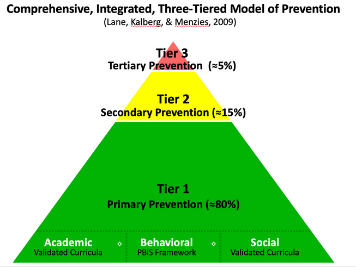 Comprehensive, Integrated, Three-Tiered Model of Prevention
(Lane, Kalberg, & Menzies, 2009)
Tier 3
Tertiary Prevention (≈5%)
Tier 2
Secondary Prevention (≈15%)
Tier 1
Primary Prevention (≈80%)
Academic ◇ Behavioral ◇ Social
Validated Curricula PBIS Framework Validated Curricula